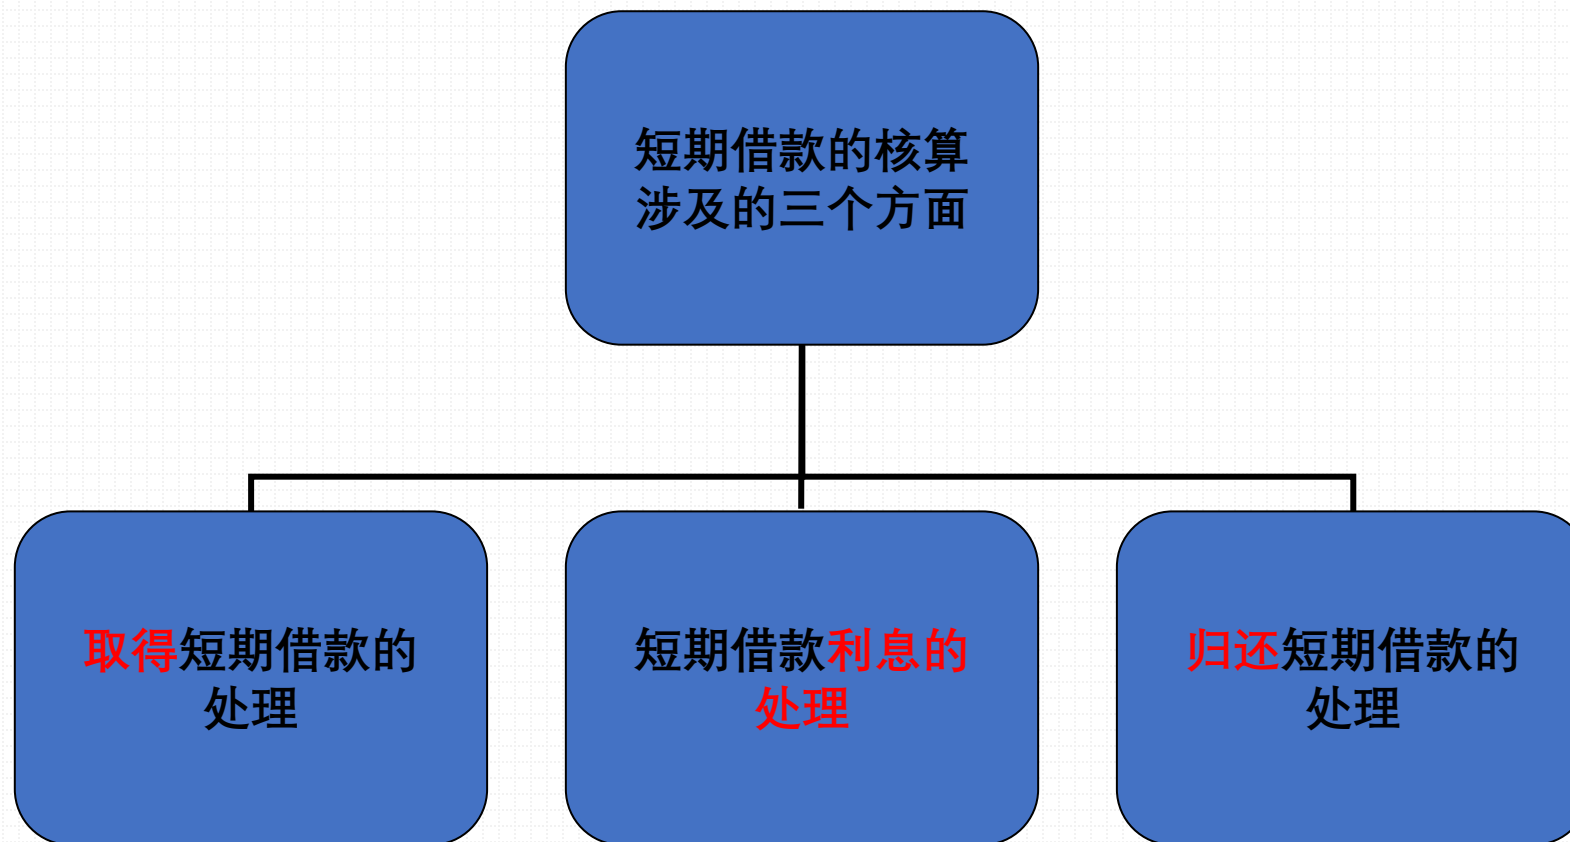 短期借款的核算
涉及的三个方面
取得短期借款的
处理
短期借款利息的
处理
归还短期借款的
处理